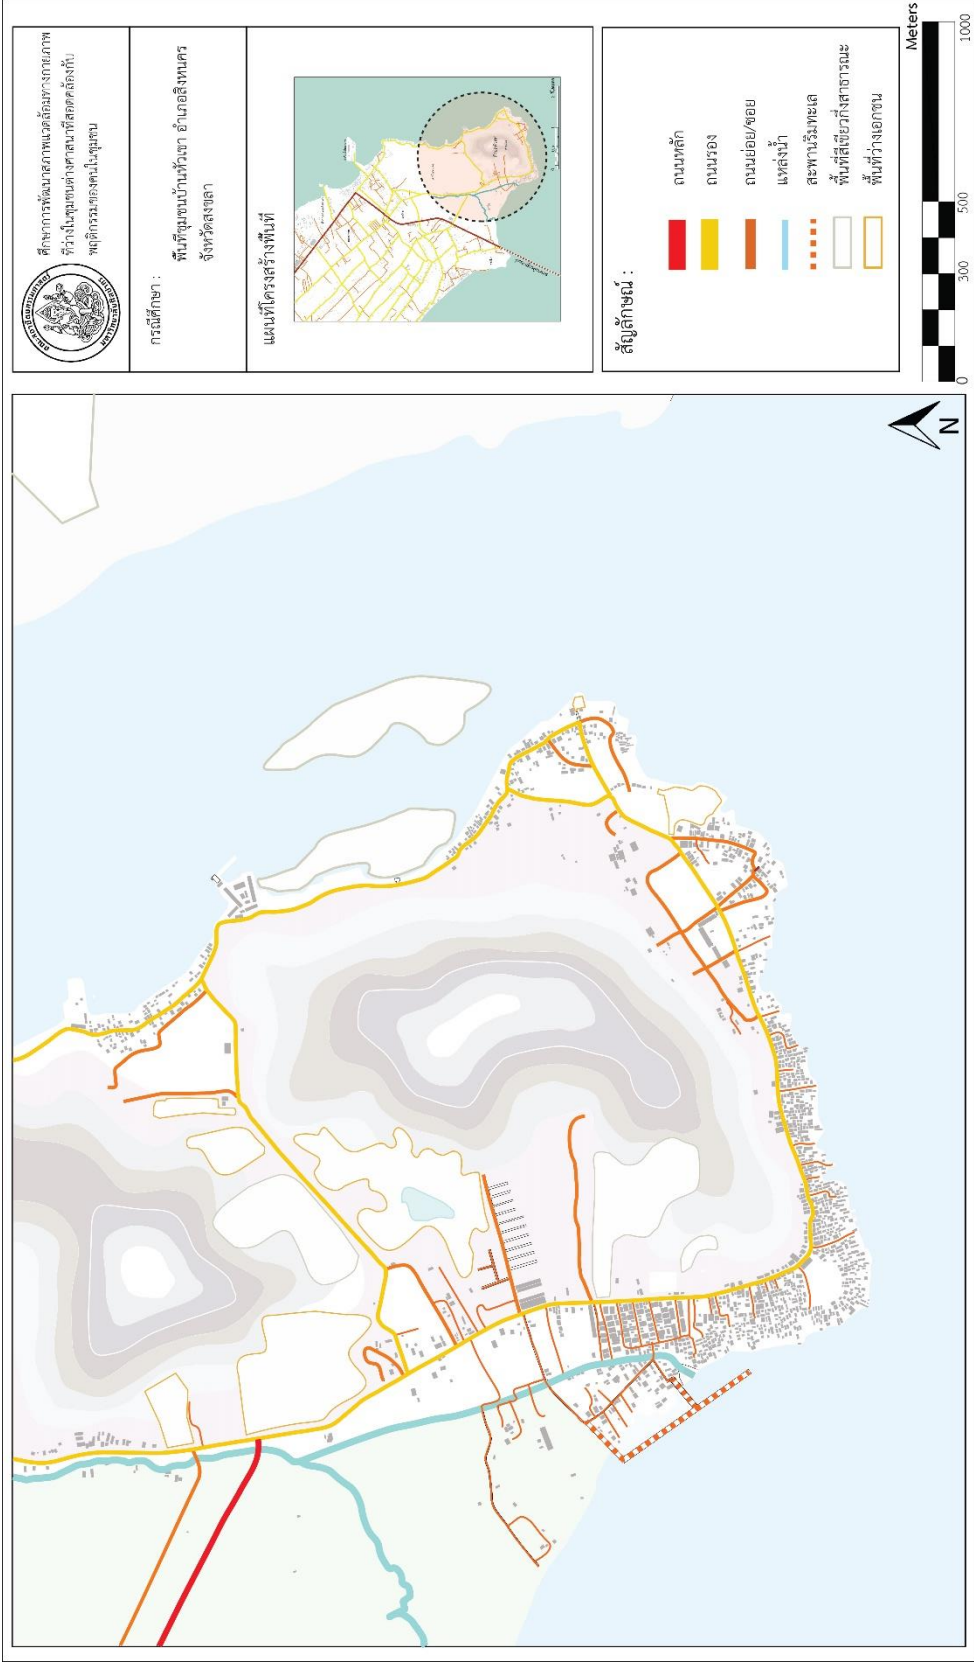 ศึกษาการพัฒนาสภาพแวดล้อมทางกายภาพ
ที่ว่างในชุมชนต่างศาสนาที่สอดคล้องกับ
พฤติกรรมของคนในชุมชน
กรณีศึกษา :
พื้นที่ชุมชนบ้านหัวเขา อำเภอสิงหนคร
จังหวัดสงขลา
แผนที่โครงสร้างพื้นที่
สัญลักษณ์ :
ถนนหลัก
ถนนรอง
ถนนย่อย/ซอย
แหล่งน้ำ
สะพานริมทะเล
พื้นที่สีเขียวกึ่งสาธารณะ
พื้นที่ว่างเอกชน
Meters
0 300 500 1000
N